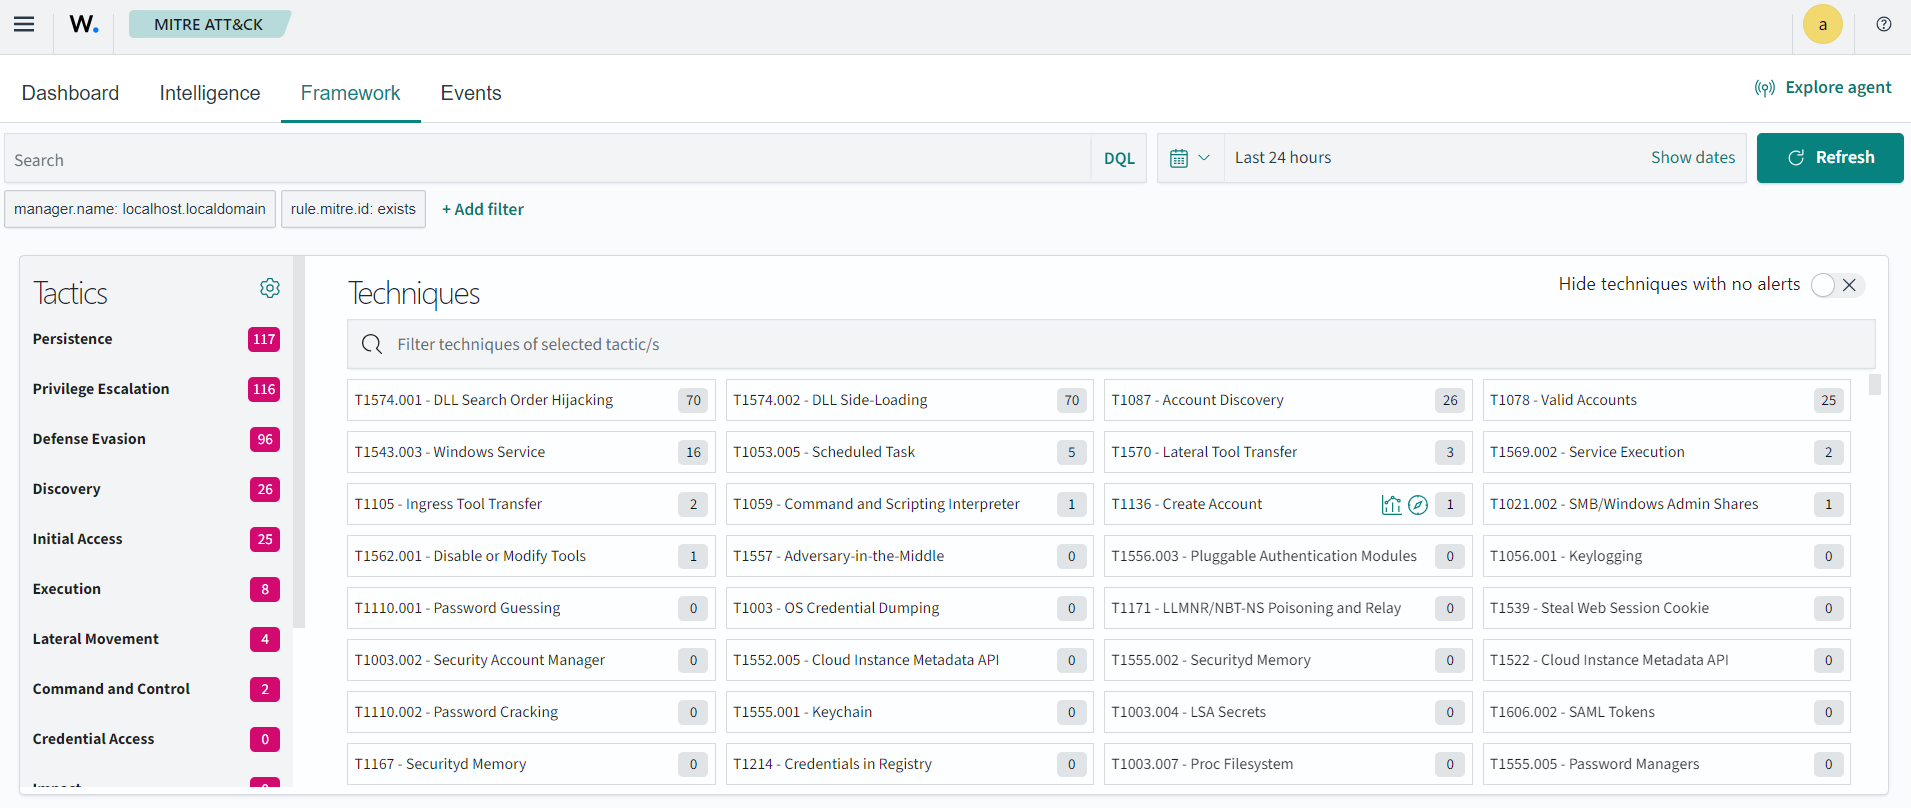 W. MITRE ATT&CK a
Dashboard Intelligence Framework Events Explore agent
Search DQL Last 24 hours Show dates Refresh
manager.name: localhost.localdomain rule.mitre.id: exists + Add filter
Tactics
Persistence 117
Privilege Escalation 116
Defense Evasion 96
Discovery 26
Initial Access 25
Execution 8
Lateral Movement 4
Command and Control 2
Credential Access 0
Impact 0
Techniques Hide techniques with no alerts
Filter techniques of selected tactic/s
T1574.001 - DLL Search Order Hijacking 70 T1574.002 - DLL Side-Loading 70 T1087 - Account Discovery 26 T1078 - Valid Accounts 25
T1543.003 - Windows Service 16 T1053.005 - Scheduled Task 5 T1570 - Lateral Tool Transfer 3 T1569.002 - Service Execution 2
T1105 - Ingress Tool Transfer 2 T1059 - Command and Scripting Interpreter 1 T1136 - Create Account 1 T1021.002 - SMB/Windows Admin Shares 1
T1562.001 - Disable or Modify Tools 1 T1557 - Adversary-in-the-Middle 0 T1556.003 - Pluggable Authentication Modules 0 T1056.001 - Keylogging 0
T1110.001 - Password Guessing 0 T1003 - OS Credential Dumping 0 T1171 - LLMNR/NBT-NS Poisoning and Relay 0 T1539 - Steal Web Session Cookie 0
T1003.002 - Security Account Manager 0 T1552.005 - Cloud Instance Metadata API 0 T1555.002 - Securityd Memory 0 T1522 - Cloud Instance Metadata API 0
T1110.002 - Password Cracking 0 T1555.001 - Keychain 0 T1003.004 - LSA Secrets 0 T1606.002 - SAML Tokens 0
T1167 - Securityd Memory 0 T1214 - Credentials in Registry 0 T1003.007 - Proc Filesystem 0 T1555.005 - Password Managers 0